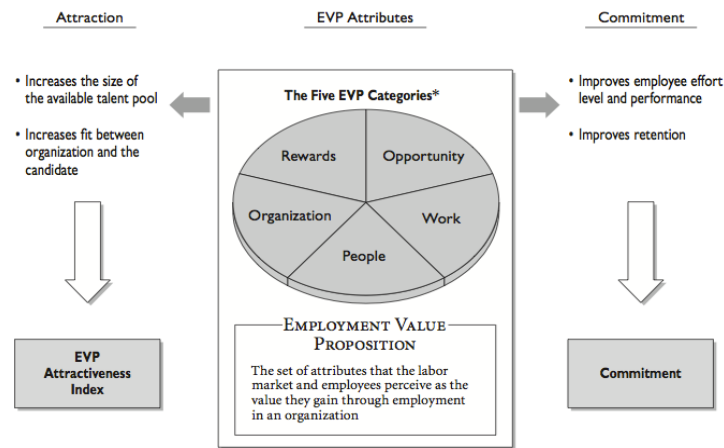 Attraction
EVP Attributes
Commitment
• Increases the size of
the available talent pool
• Increases fit between
organization and the
candidate
The Five EVP Categories*
Rewards
Opportunity
Organization
Work
People
• Improves employee effort
level and performance
• Improves retention
EVP
Attractiveness
Index
EMPLOYMENT VALUE
PROPOSITION
The set of attributes that the labor
market and employees perceive as the
value they gain through employment
in an organization
Commitment